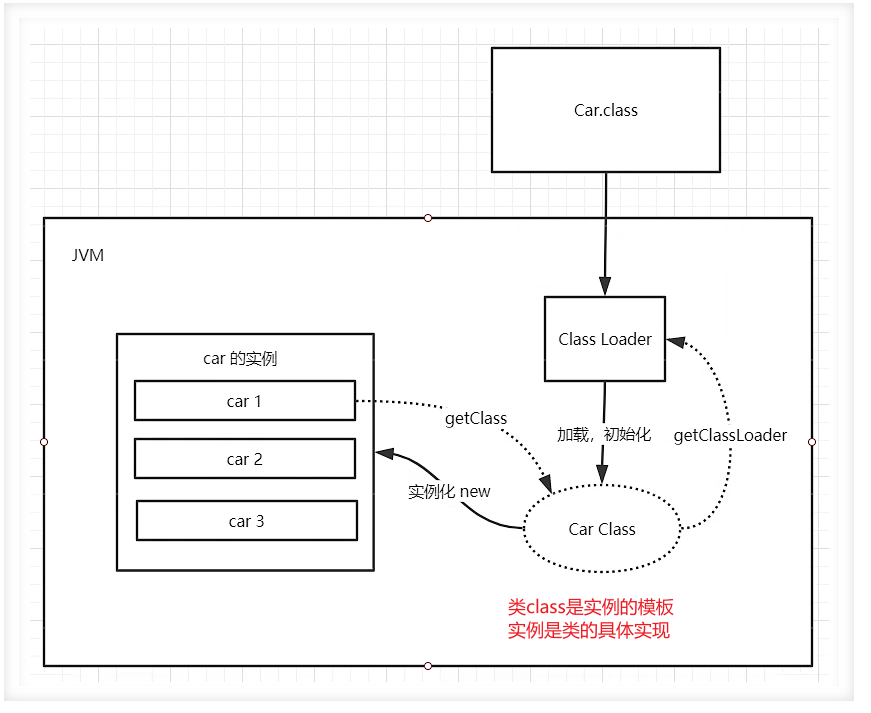 Car.class
JVM
Class Loader
car 的实例
car 1
getClass
加载，初始化
getClassLoader
car 2
实例化 new
car 3
Car Class
类class是实例的模板
实例是类的具体实现